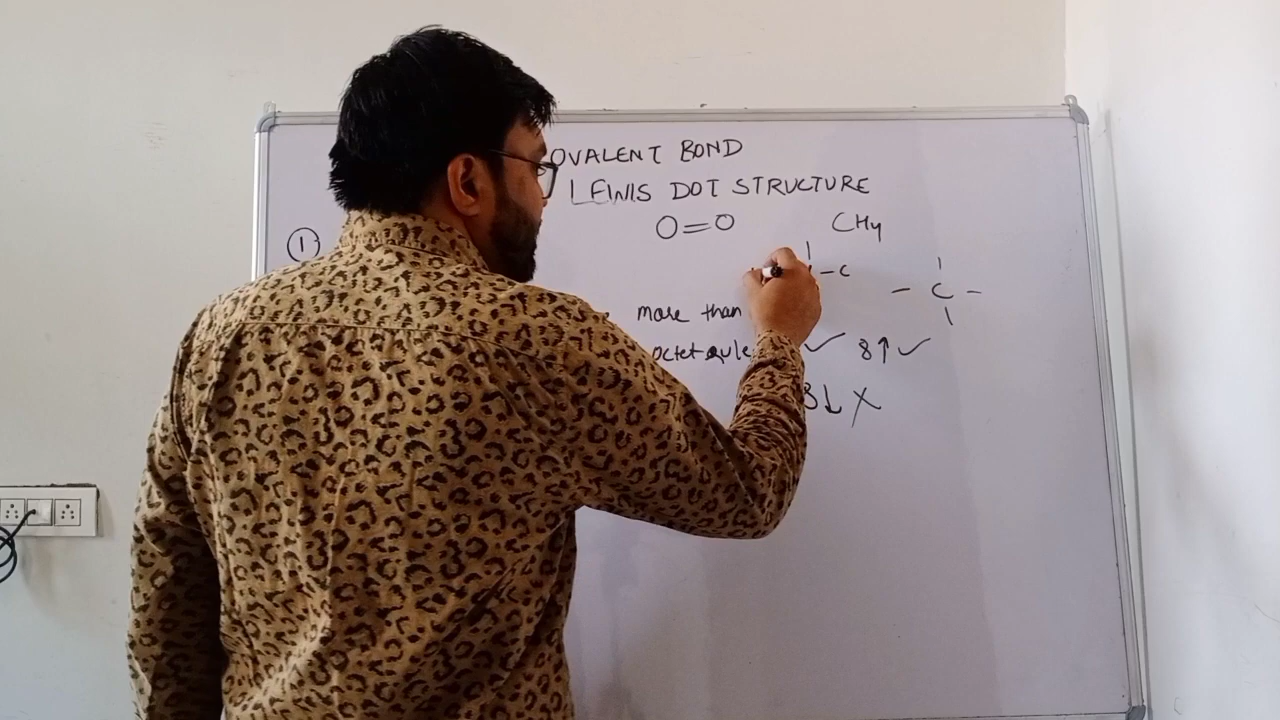 OVALENT BOND
LEWIS DOT STRUCTURE
O=O CH4
1
-C
- C -
more than
octet rule ✓ 8↑ ✓
8↓ X